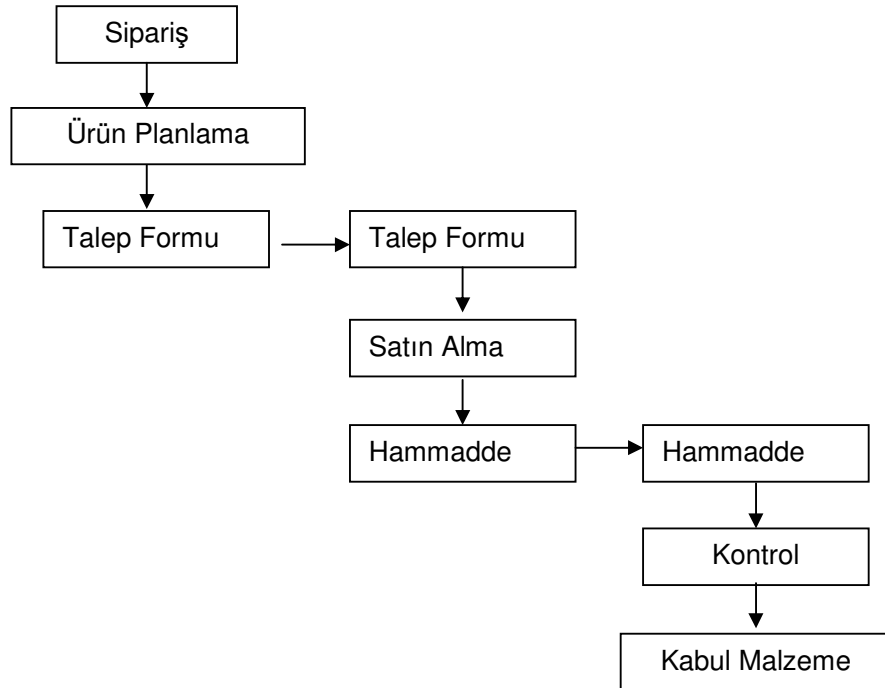 Sipariş
Ürün Planlama
Talep Formu
Talep Formu
Satın Alma
Hammadde
Hammadde
Kontrol
Kabul Malzeme